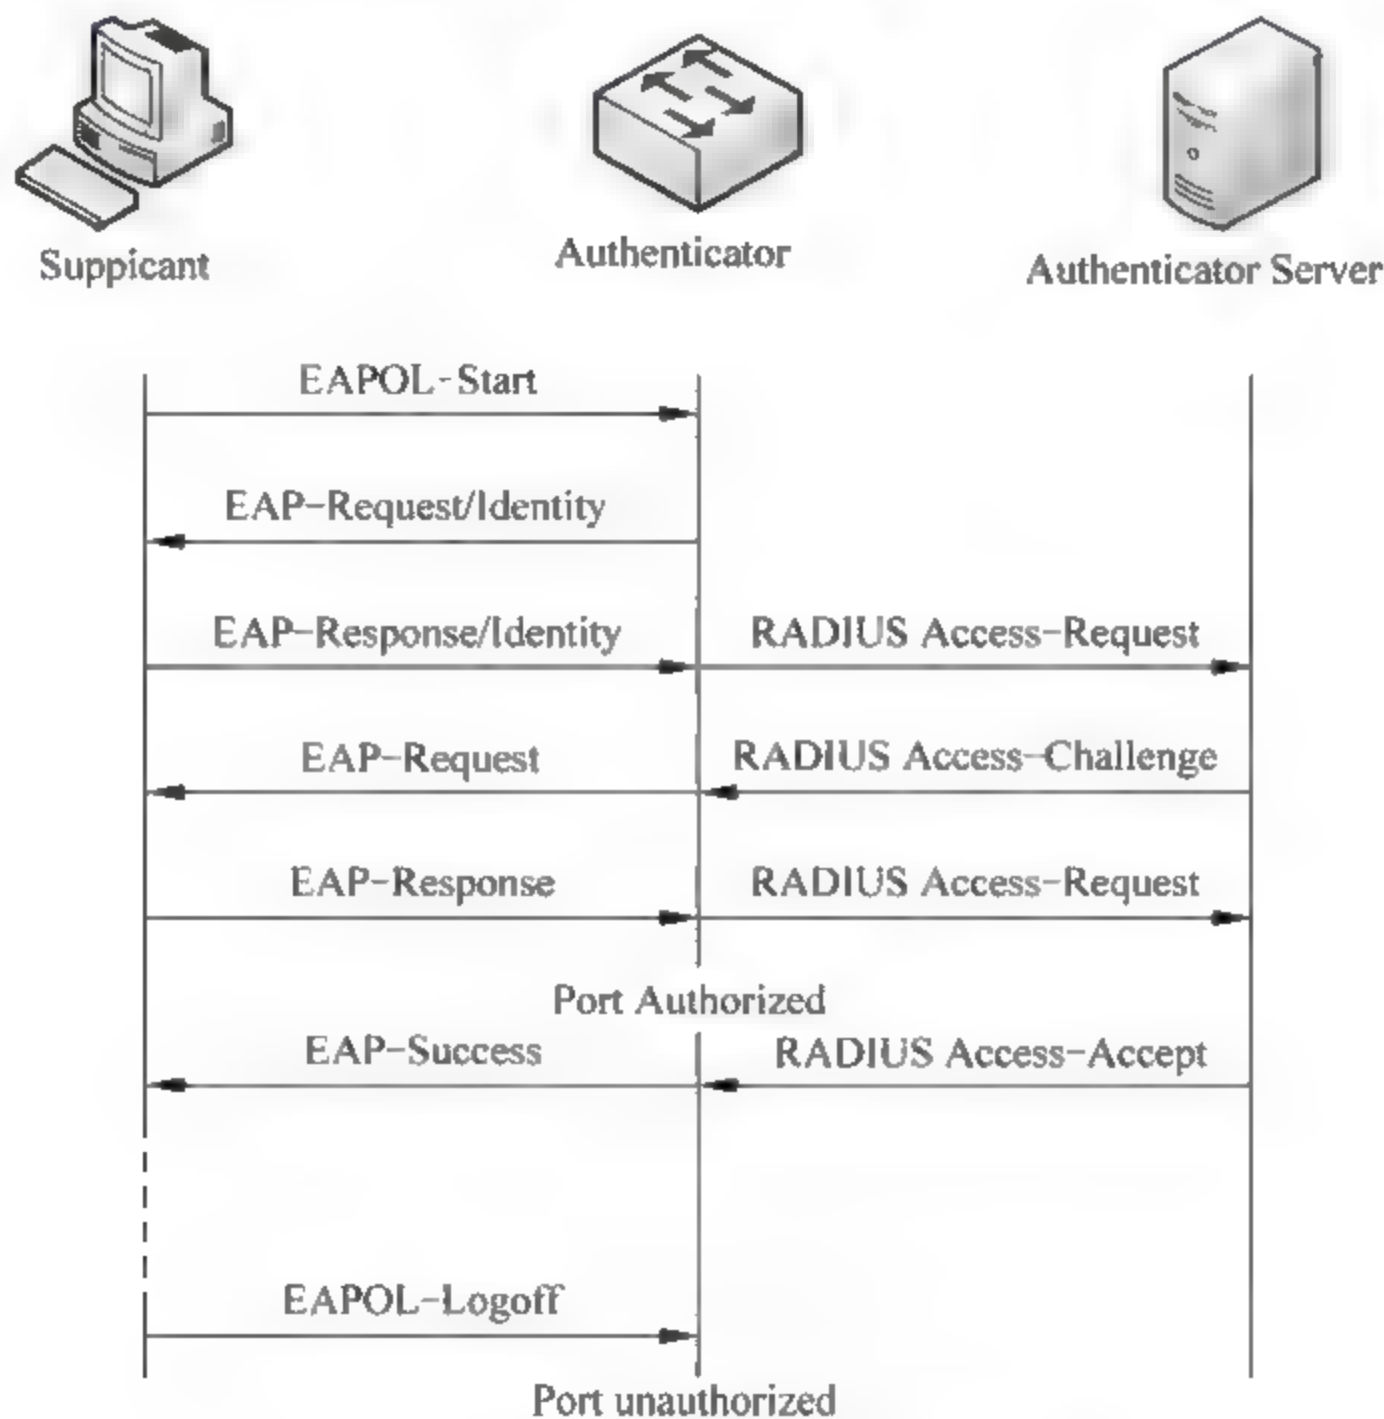 Suppicant
Authenticator
Authenticator Server
EAPOL-Start
EAP-Request/Identity
EAP-Response/Identity
RADIUS Access-Request
EAP-Request
RADIUS Access-Challenge
EAP-Response
RADIUS Access-Request
Port Authorized
EAP-Success
RADIUS Access-Accept
EAPOL-Logoff
Port unauthorized